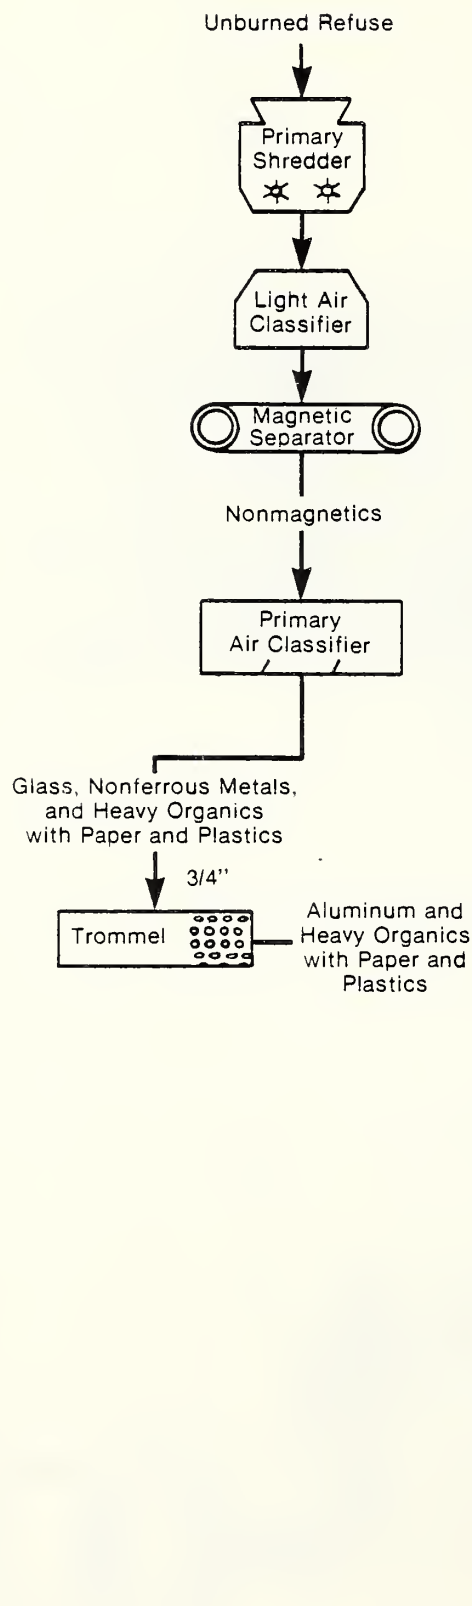 Unburned Refuse
Primary
Shredder
Light Air
Classifier
Magnetic
Separator
Nonmagnetics
Primary
Air Classifier
Glass, Nonferrous Metals,
and Heavy Organics
with Paper and Plastics
3/4''
Trommel
Aluminum and
Heavy Organics
with Paper and
Plastics